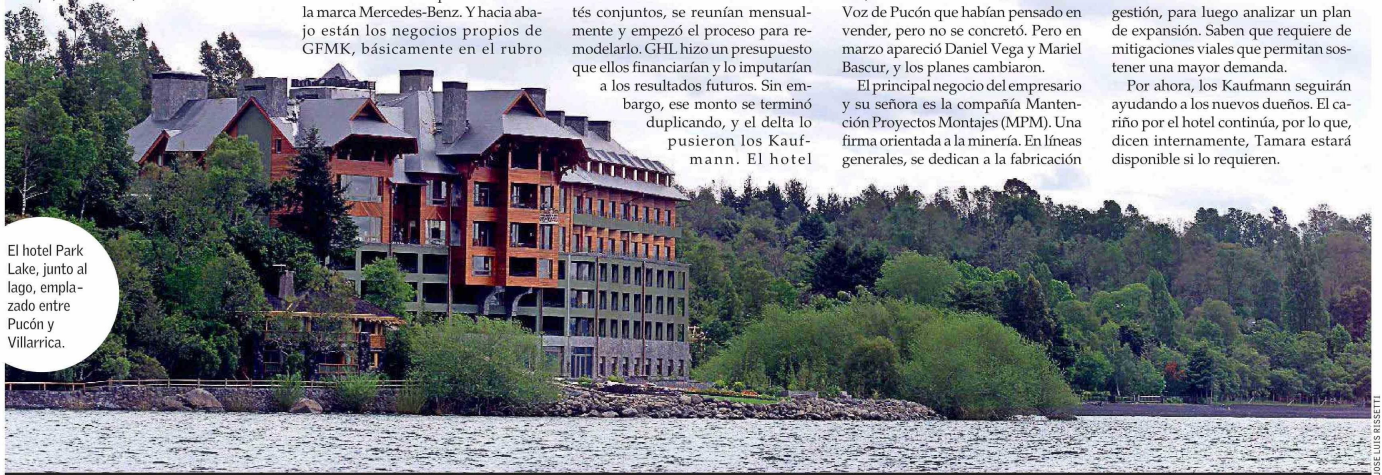 la marca Mercedes-Benz. Y hacia aba-
jo están los negocios propios de
GFMK, básicamente en el rubro
tés conjuntos, se reunían mensual-
mente y empezó el proceso para re-
modelarlo. GHL hizo un presupuesto
que ellos financiarían y lo imputarían
a los resultados futuros. Sin em-
bargo, ese monto se terminó
duplicando, y el delta lo
pusieron los Kauf-
mann. El hotel
Voz de Pucón que habían pensado en
vender, pero no se concretó. Pero en
marzo apareció Daniel Vega y Mariel
Bascur, y los planes cambiaron.
El principal negocio del empresario
y su señora es la compañía Manten-
ción Proyectos Montajes (MPM). Una
firma orientada a la minería. En líneas
generales, se dedican a la fabricación
gestión, para luego analizar un plan
de expansión. Saben que requiere de
mitigaciones viales que permitan sos-
tener una mayor demanda.
Por ahora, los Kaufmann seguirán
ayudando a los nuevos dueños. El ca-
riño por el hotel continúa, por lo que,
dicen internamente, Tamara estará
disponible si lo requieren.
El hotel Park
Lake, junto al
lago, empla-
zado entre
Pucón y
Villarrica.
JOSE LUIS RISSETTI